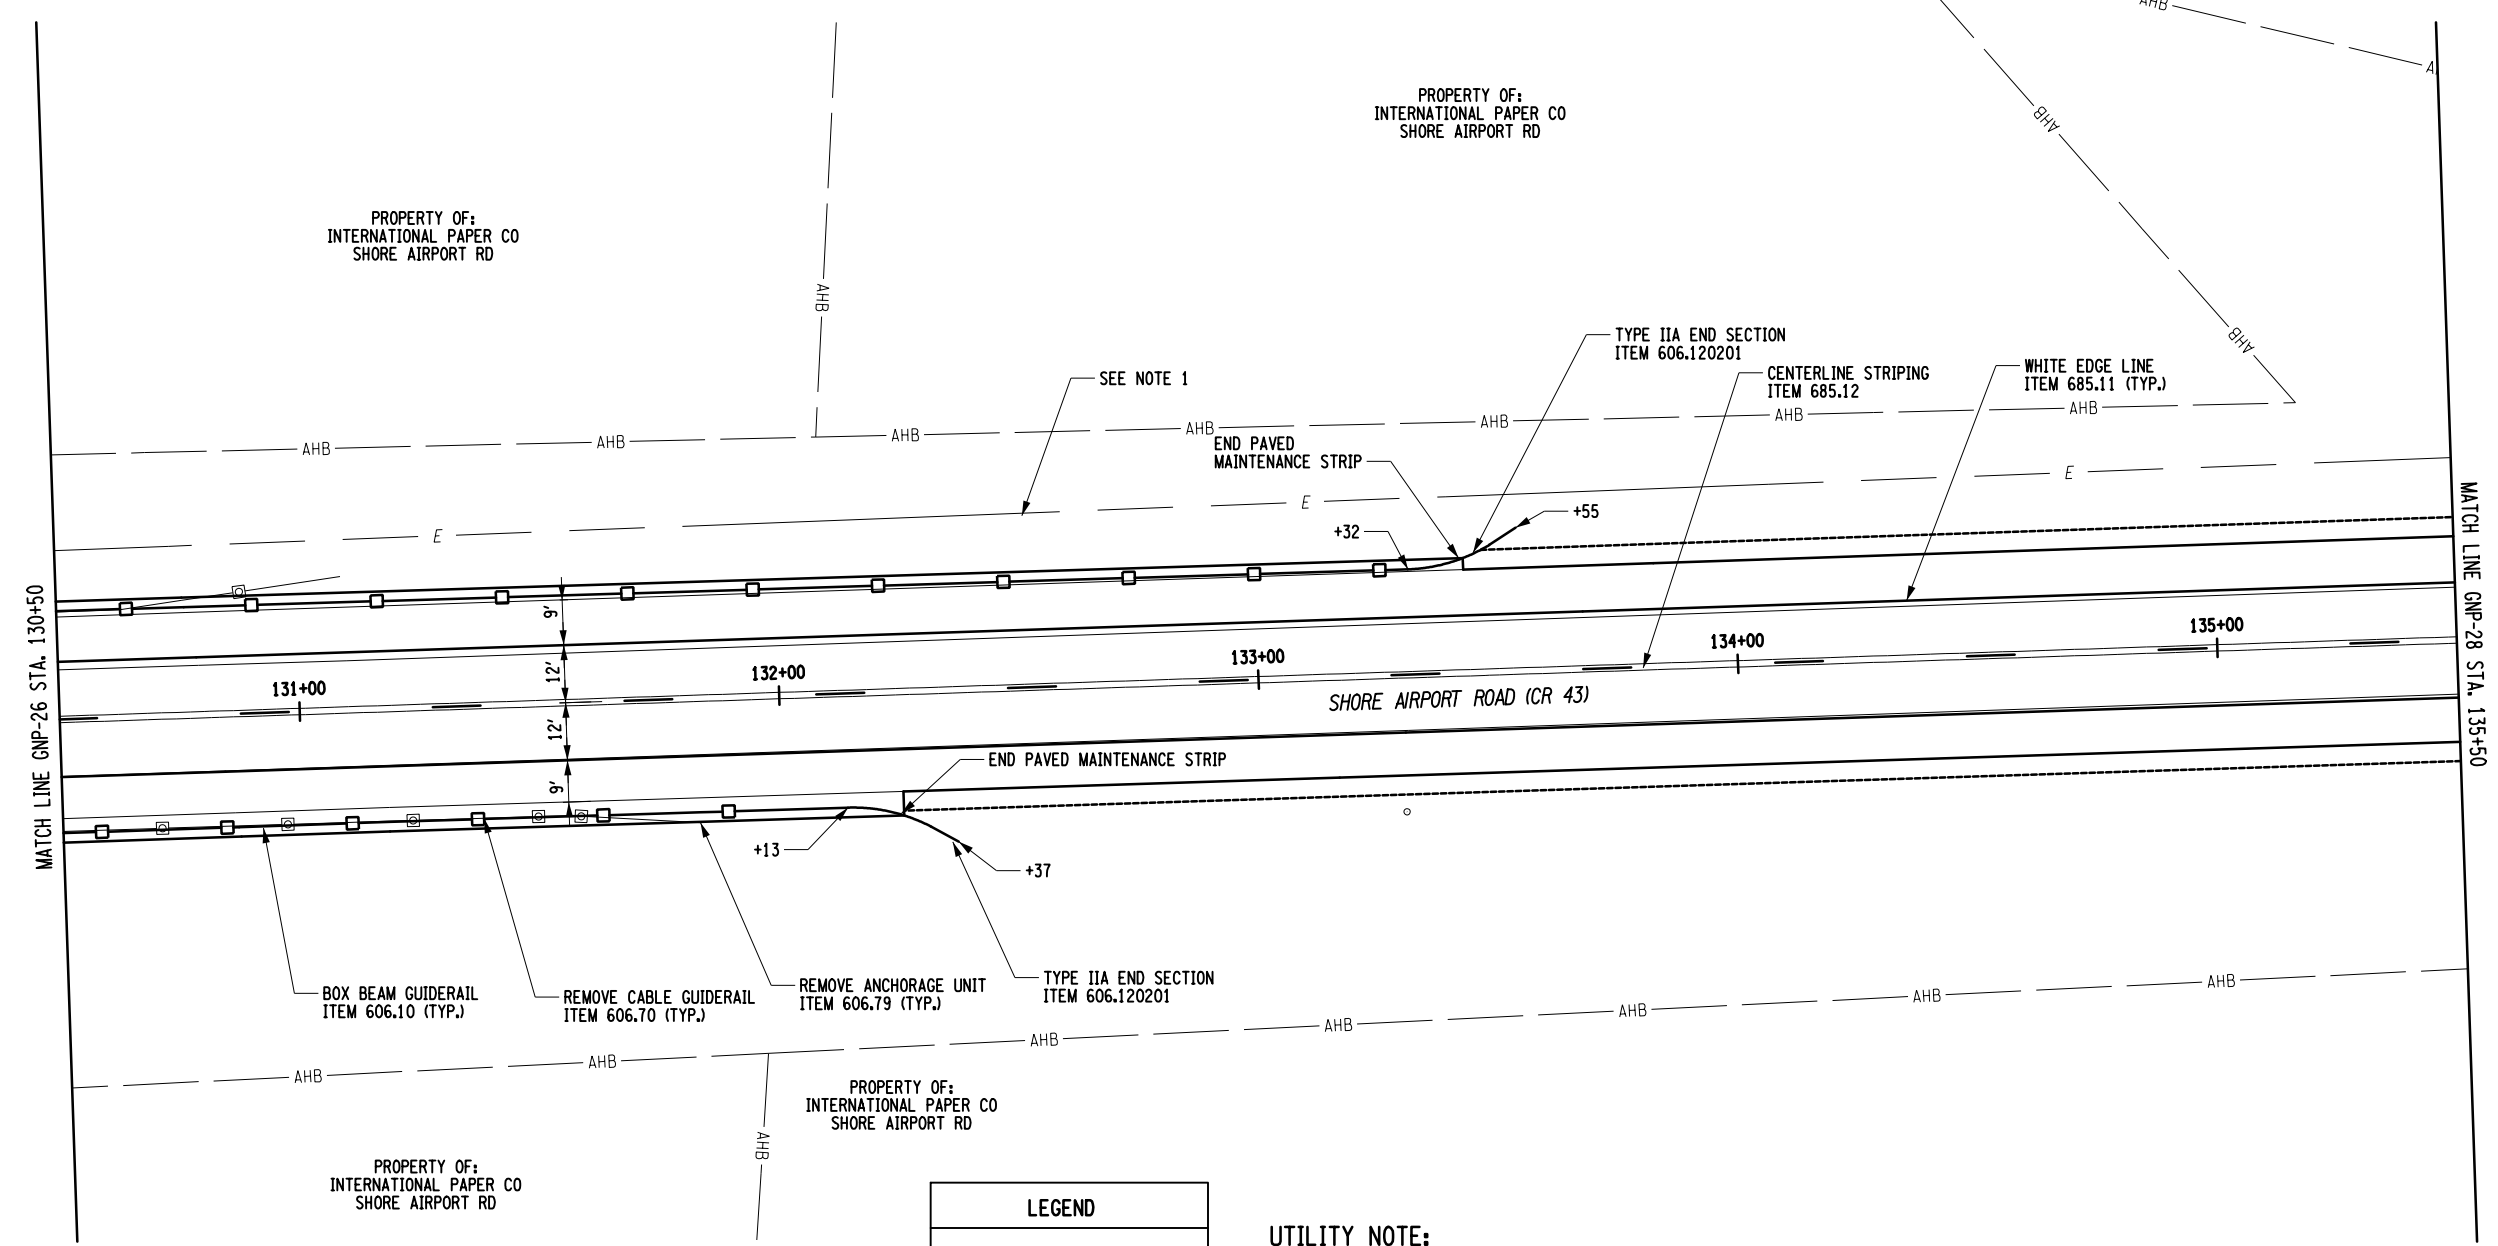 AHB
A
PROPERTY OF:
INTERNATIONAL PAPER CO
SHORE AIRPORT RD
AHB
PROPERTY OF:
INTERNATIONAL PAPER CO
SHORE AIRPORT RD
AHB
AHB
TYPE IIA END SECTION
ITEM 606.120201
CENTERLINE STRIPING
ITEM 685.12
WHITE EDGE LINE
ITEM 685.11 (TYP.)
SEE NOTE 1
AHB
AHB
AHB
AHB
AHB
AHB
AHB
END PAVED
MAINTENANCE STRIP
E
E
E
+55
+32
MATCH LINE GNP-26 STA. 130+50
MATCH LINE GNP-28 STA. 135+50
9'
12'
12'
9'
131+00
132+00
133+00
134+00
135+00
SHORE AIRPORT ROAD (CR 43)
END PAVED MAINTENANCE STRIP
+13
+37
BOX BEAM GUIDERAIL
ITEM 606.10 (TYP.)
REMOVE CABLE GUIDERAIL
ITEM 606.70 (TYP.)
REMOVE ANCHORAGE UNIT
ITEM 606.79 (TYP.)
TYPE IIA END SECTION
ITEM 606.120201
AHB
AHB
AHB
AHB
AHB
AHB
AHB
PROPERTY OF:
INTERNATIONAL PAPER CO
SHORE AIRPORT RD
AHB
PROPERTY OF:
INTERNATIONAL PAPER CO
SHORE AIRPORT RD
LEGEND
UTILITY NOTE: